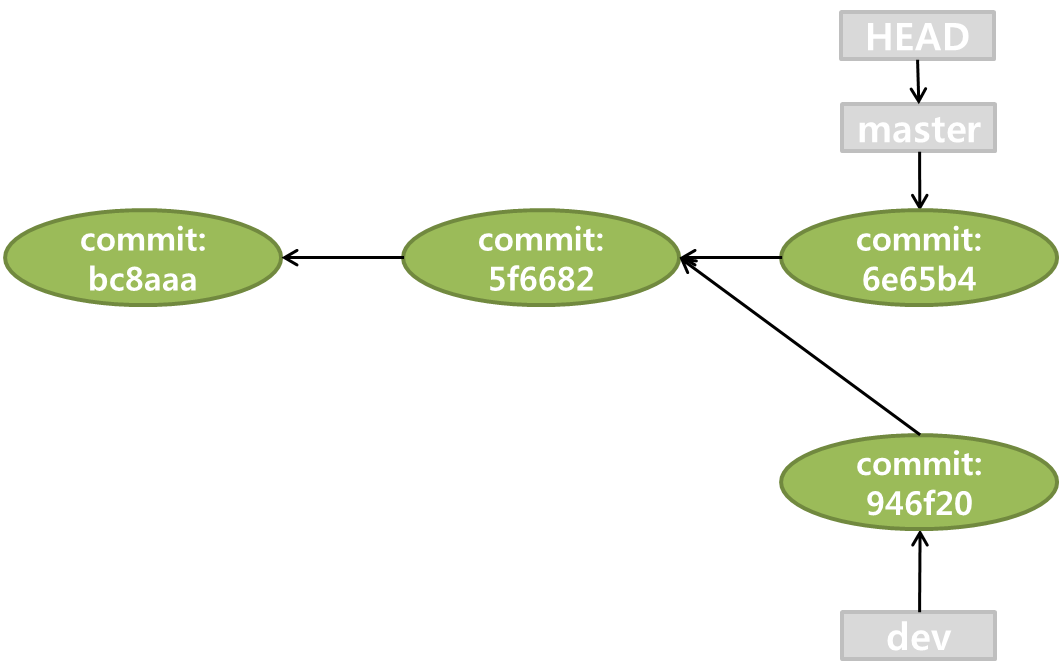 HEAD
master
commit:
bc8aaa
commit:
5f6682
commit:
6e65b4
commit:
946f20
dev